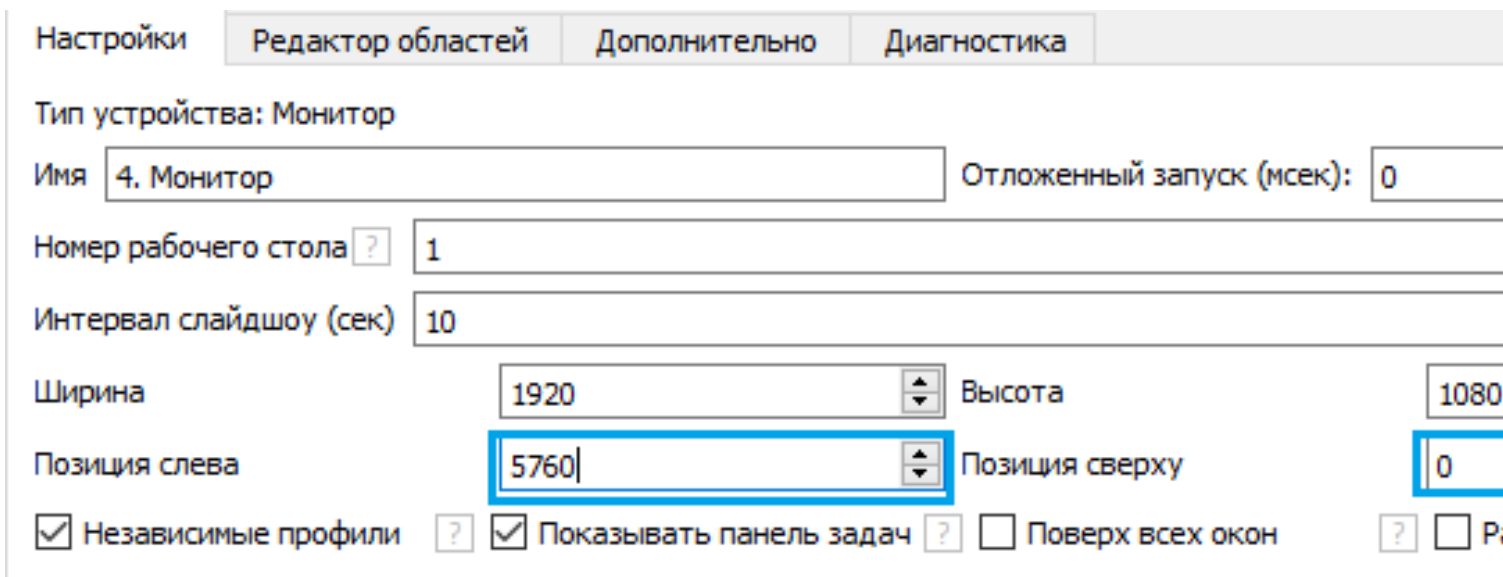 Настройки Редактор областей Дополнительно Диагностика
Тип устройства: Монитор
Имя 4. Монитор Отложенный запуск (мсек): 0
Номер рабочего стола ? 1
Интервал слайдшоу (сек) 10
Ширина 1920 Высота 1080
Позиция слева 5760 Позиция сверху 0
Независимые профили ? Показывать панель задач ? Поверх всех окон ?